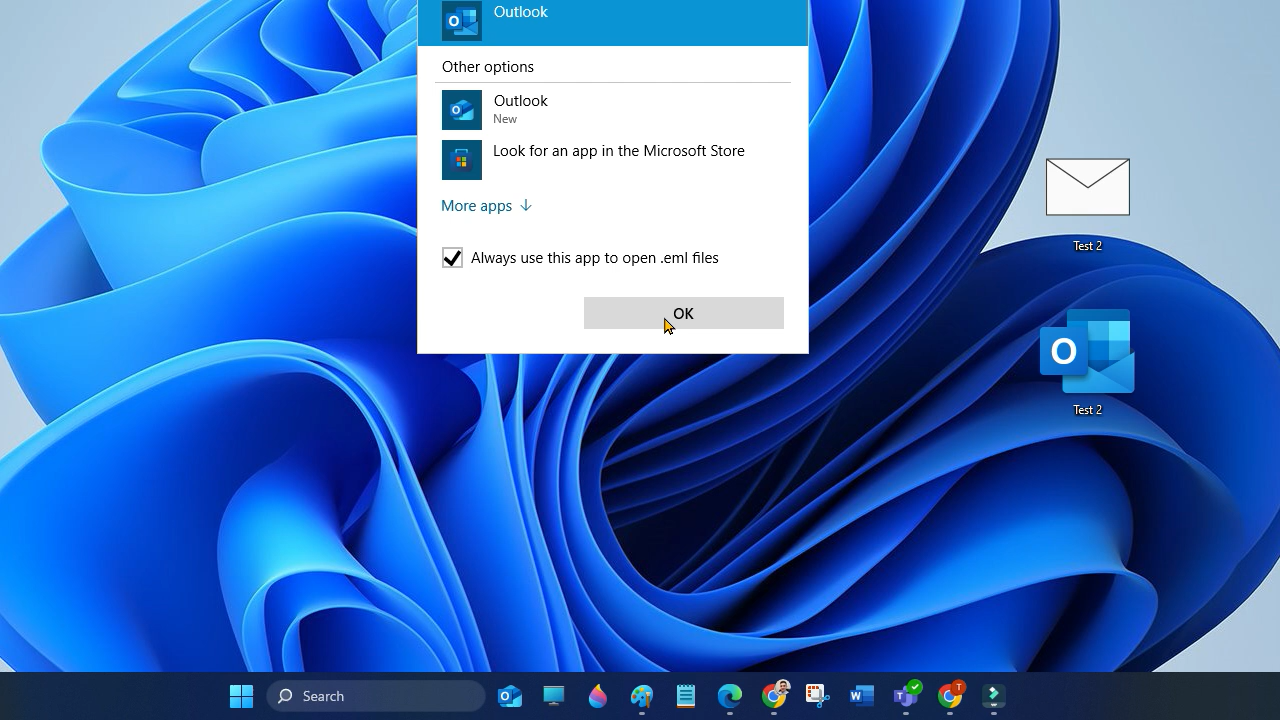 Outlook
Other options
Outlook
New
Look for an app in the Microsoft Store
More apps
Always use this app to open .eml files
OK
Test 2
Test 2
Search